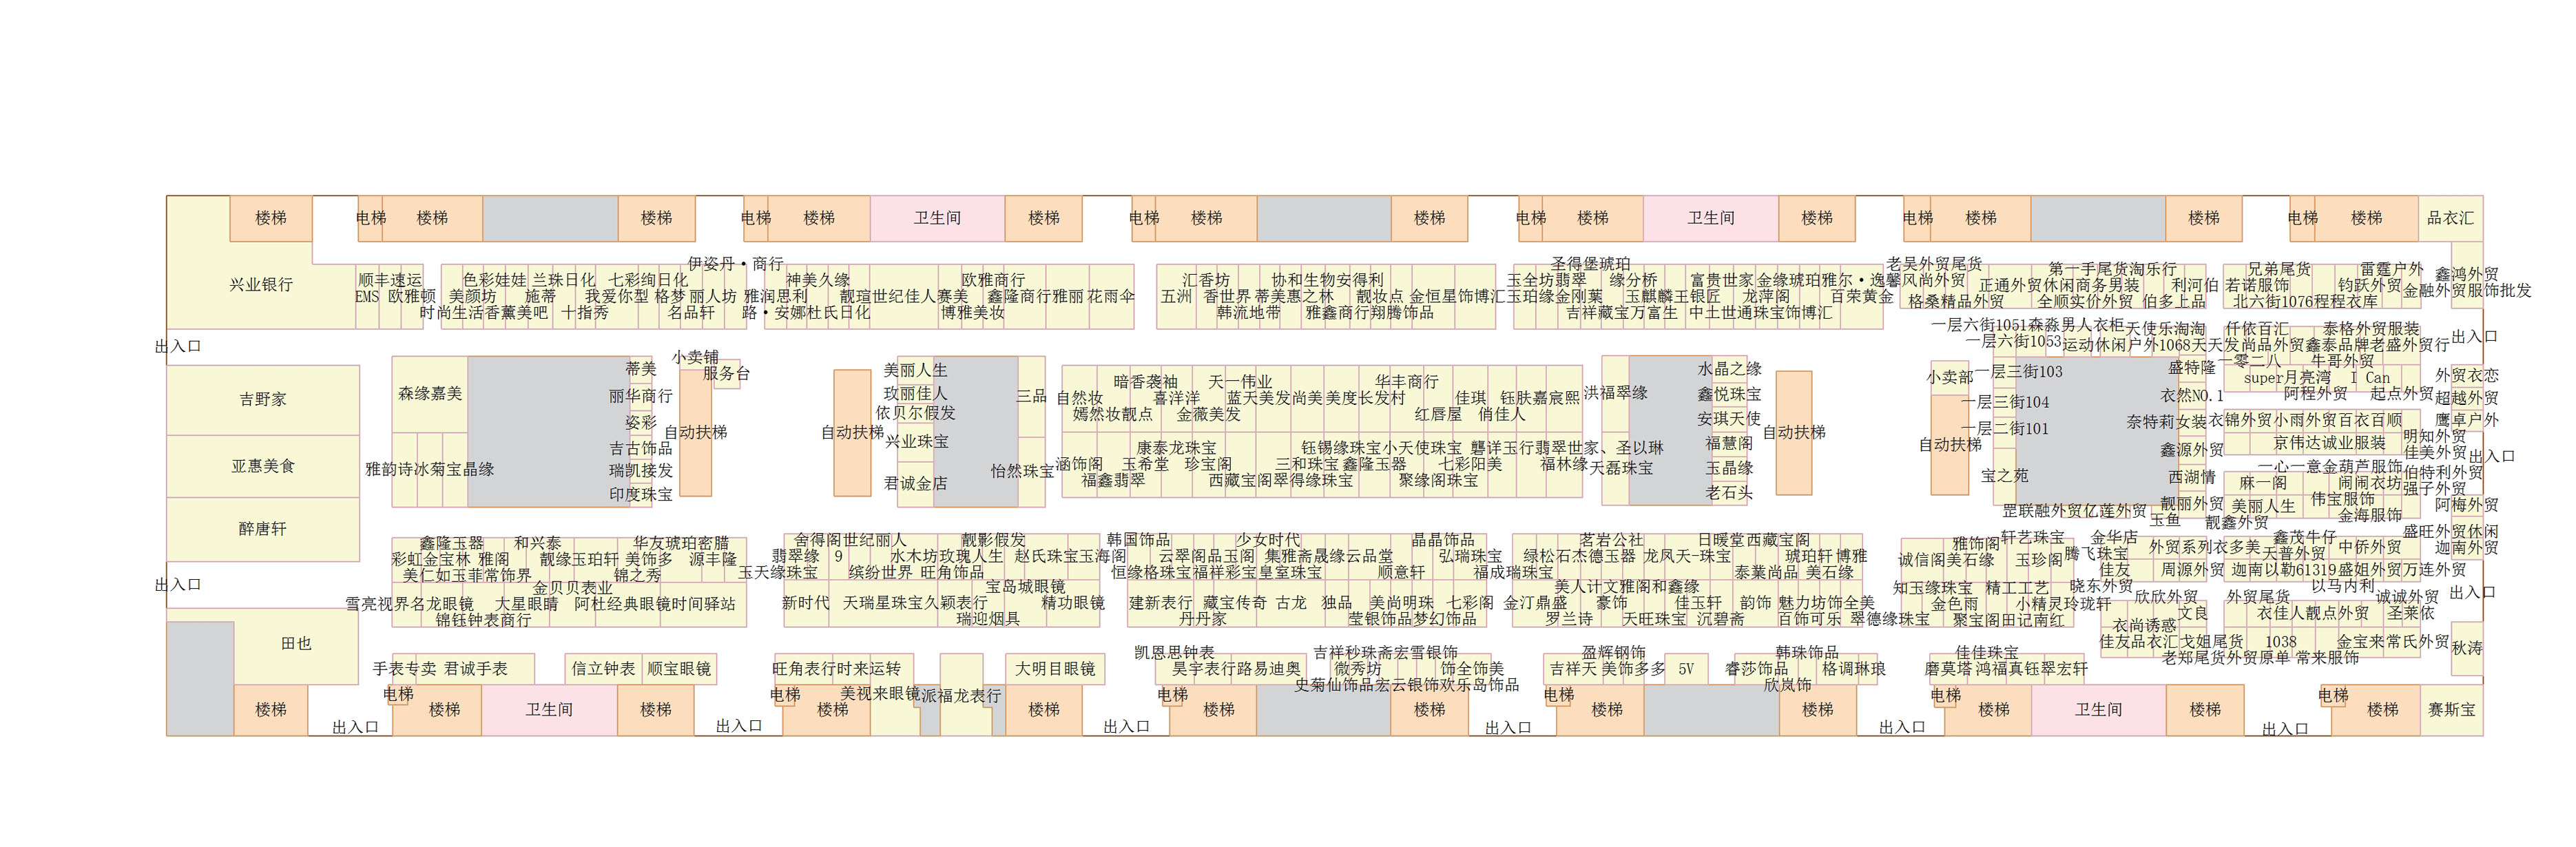 楼梯
电梯
楼梯
楼梯
电梯
楼梯
卫生间
楼梯
电梯
楼梯
楼梯
电梯
楼梯
卫生间
楼梯
电梯
楼梯
楼梯
电梯
楼梯
品衣汇
兴业银行
顺丰速运
EMS 欧雅顿
伊姿丹·商行
色彩娃娃 兰珠日化 七彩绚日化
美颜坊 施蒂 我爱你型 格梦 丽人坊
时尚生活香薰美吧 十指秀 名品轩
神美久缘 欧雅商行
雅润思利 靓瑄世纪佳人赛美 鑫隆商行雅丽 花雨伞
路·安娜杜氏日化 博雅美妆
汇香坊 协和生物安得利
五洲 香世界 蒂美惠之林 靓妆点 金恒星饰博汇
韩流地带 雅鑫商行翔腾饰品
圣得堡琥珀
玉全坊翡翠 缘分桥 富贵世家 金缘琥珀雅尔·逸馨风尚外贸
玉珀缘金刚葉 玉麒麟王银匠 龙萍阁 百荣黄金
吉祥藏宝万富生 中土世通珠宝饰博汇
老吴外贸尾货 第一手尾货淘乐行
正通外贸休闲商务男装 利河伯
格桑精品外贸 全顺实价外贸 伯多上品
兄弟尾货 雷霆户外
若诺服饰 钧跃外贸
北六街1076程程衣库
鑫鸿外贸
金融外贸服饰批发
出入口
一层六街1051森淼男人衣柜 天使乐淘淘
一层六街1053 运动休闲户外1068天天发
仟依百汇 泰格外贸服装
尚品外贸鑫泰品牌老盛外贸行
出入口
吉野家
亚惠美食
醉唐轩
森缘嘉美
雅韵诗冰菊宝晶缘
蒂美
丽华商行
姿彩
吉古饰品
瑞凯接发
印度珠宝
小卖铺
服务台
自动扶梯
自动扶梯
美丽人生
玫丽佳人
依贝尔假发
兴业珠宝
君诚金店
三品
怡然珠宝
暗香袭袖 天一伟业 华丰商行
自然妆 喜洋洋 蓝天美发尚美美度长发村 佳琪 钰肤嘉宸熙
嫣然妆靓点 金薇美发 红唇屋 俏佳人
康泰龙珠宝 钰锡缘珠宝小天使珠宝 龔详玉行翡翠世家、圣以琳
涵饰阁 玉希堂 珍宝阁 三和珠宝鑫隆玉器 七彩阳美 福林缘
福鑫翡翠 西藏宝阁翠得缘珠宝 聚缘阁珠宝
洪福翠缘
天磊珠宝
水晶之缘
鑫悦珠宝
安琪天使
福慧阁
玉晶缘
老石头
自动扶梯
小卖部
自动扶梯
一层三街103
一层三街104
一层二街101
宝之苑
盛特隆
衣然NO.1
奈特莉女装
鑫源外贸
西湖情
靓丽外贸
罡联融外贸亿莲外贸
玉鱼 靓鑫外贸
一零二八 牛哥外贸
super月亮湾 I Can
阿程外贸 起点外贸
衣锦外贸小雨外贸百衣百顺
京伟达诚业服装
一心一意金葫芦服饰
麻一阁 闹闹衣坊
伟宝服饰
美丽人生
金海服饰
外贸衣恋
超越外贸
鹰卓户外
明知外贸
佳美外贸
出入口
伯特利外贸
强子外贸
阿梅外贸
盛旺外贸休闲
迦南外贸
出入口
田也
鑫隆玉器 和兴泰 华友琥珀密腊
彩虹金宝林 雅阁 靓缘玉珀轩 美饰多 源丰隆
美仁如玉菲常饰界 锦之秀
金贝贝表业
雪亮视界名龙眼镜 大星眼睛 阿杜经典眼镜时间驿站
锦钰钟表商行
舍得阁世纪丽人 靓影假发
翡翠缘 9 水木坊玫瑰人生 赵氏珠宝玉海阁
玉天缘珠宝 缤纷世界 旺角饰品
宝岛城眼镜
新时代 天瑞星珠宝久颖表行 精功眼镜
瑞迎烟具
韩国饰品 少女时代 晶晶饰品
云翠阁品玉阁 集雅斋晟缘云品堂 弘瑞珠宝
恒缘格珠宝福祥彩宝皇室珠宝 顺意轩
建新表行 藏宝传奇 古龙 独品 美尚明珠 七彩阁
丹丹家 莹银饰品梦幻饰品
茗岩公社 日暖堂西藏宝阁
绿松石杰德玉器 龙凤天-珠宝 琥珀轩博雅
福成瑞珠宝 泰葉尚品 美石缘
美人计文雅阁和鑫缘
金汀鼎盛 豪饰 佳玉轩 韵饰 魅力坊饰全美
罗兰诗 天旺珠宝 沉碧斋 百饰可乐
翠德缘珠宝
雅饰阁 轩艺珠宝
诚信阁美石缘 玉珍阁
知玉缘珠宝 精工工艺
金色雨 小精灵玲珑轩
聚宝阁田记南红
金华店
腾飞珠宝 外贸系列衣多美
佳友 周源外贸
晓东外贸
欣欣外贸
文良
衣尚诱惑
佳友品衣汇戈姐尾货
鑫茂牛仔
天普外贸 中侨外贸
迦南以勒61319盛姐外贸万连外贸
以马内利
外贸尾货 诚诚外贸
衣佳人靓点外贸 圣莱依
1038 金宝来常氏外贸
老郑尾货外贸原单 常来服饰
出入口
秋涛
手表专卖 君诚手表
信立钟表 顺宝眼镜
旺角表行时来运转
大明目眼镜
凯恩思钟表
昊宇表行路易迪奥
吉祥秒珠斋宏雪银饰
微秀坊 饰全饰美
史菊仙饰品宏云银饰欢乐岛饰品
盈辉钢饰
吉祥天 美饰多多
5V
韩珠饰品
睿莎饰品 格调琳琅
欣岚饰
佳佳珠宝
磨莫塔 鸿福真钰翠宏轩
美视来眼镜派福龙表行
楼梯
出入口
电梯
楼梯
卫生间
楼梯
出入口
电梯
楼梯
楼梯
出入口
电梯
楼梯
楼梯
出入口
电梯
楼梯
楼梯
出入口
电梯
楼梯
卫生间
楼梯
出入口
电梯
楼梯
赛斯宝